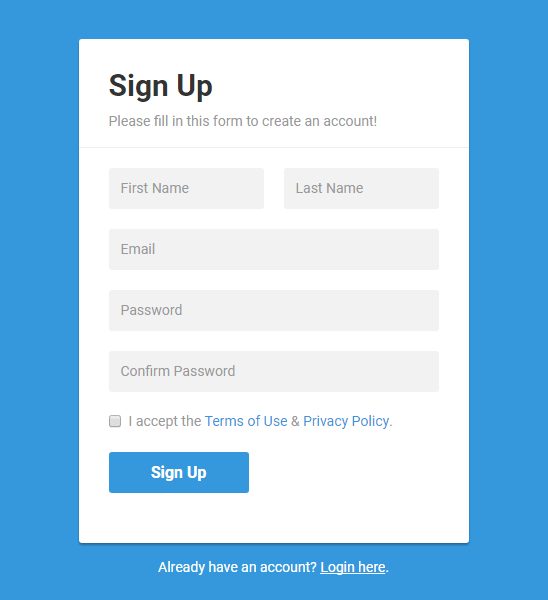 Sign Up
Please fill in this form to create an account!
First Name
Last Name
Email
Password
Confirm Password
I accept the Terms of Use & Privacy Policy.
Sign Up
Already have an account? Login here.